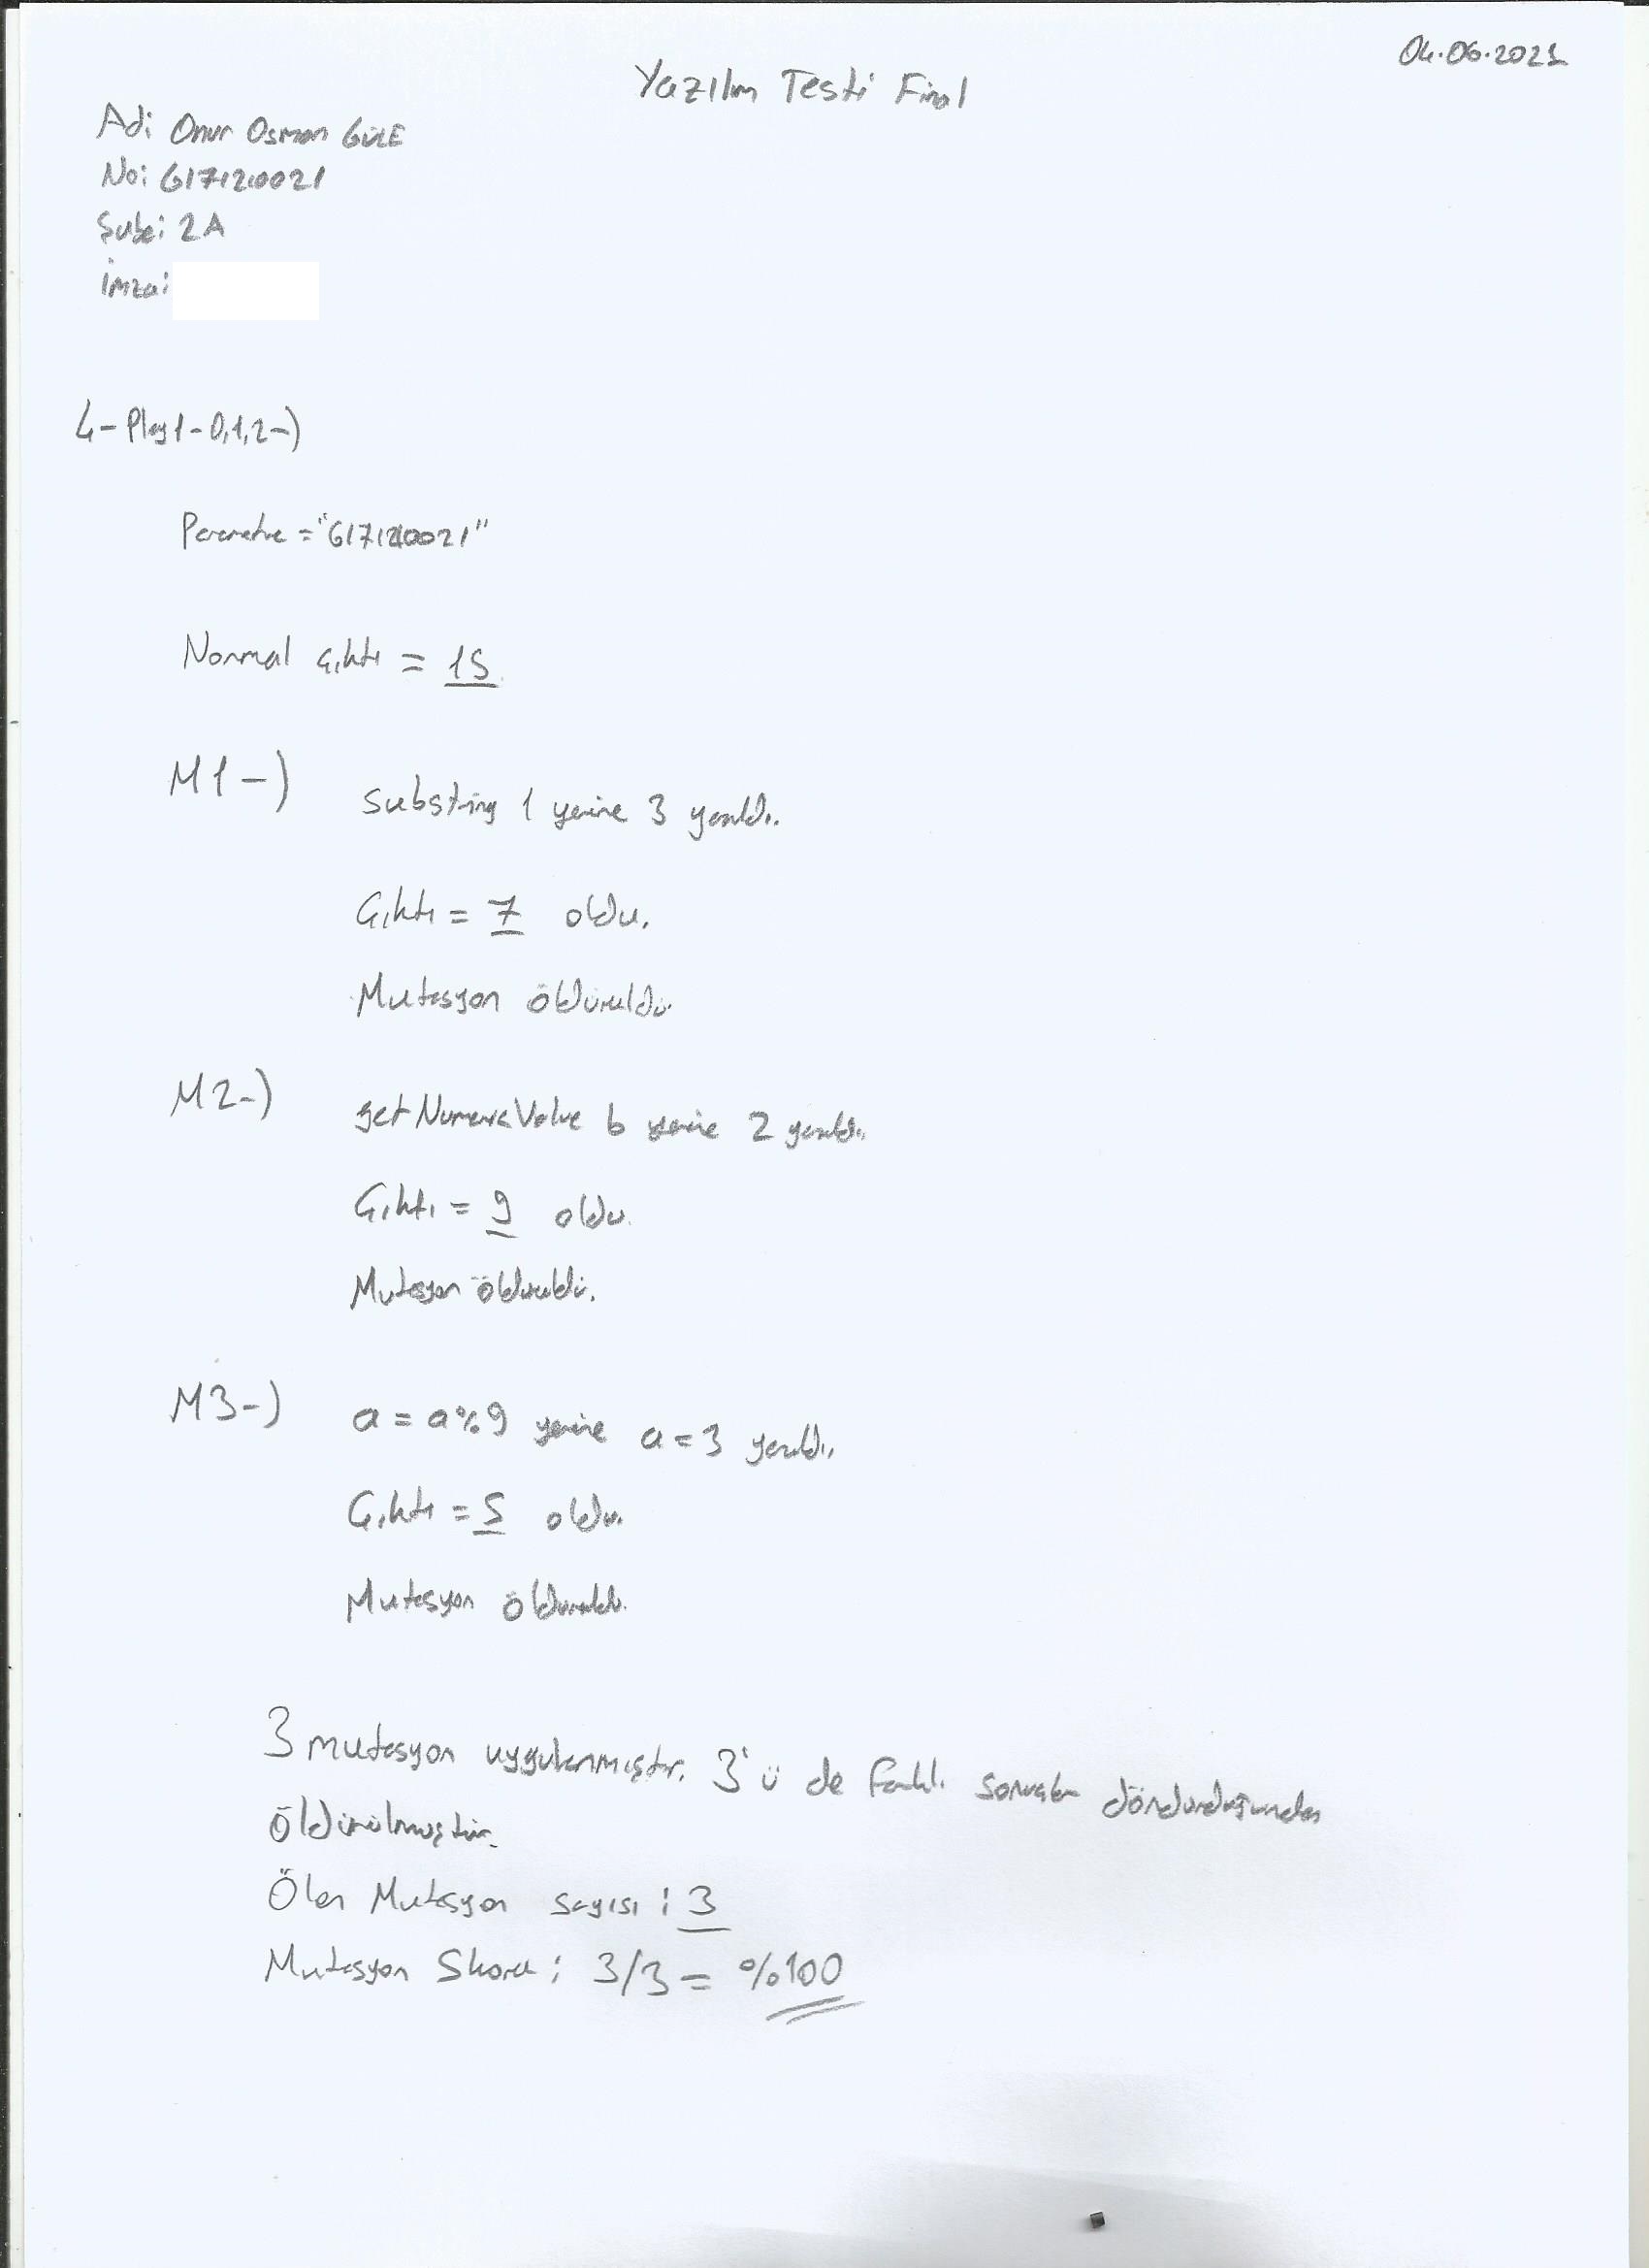 04.06.2021
Yazılım Testi Final
Adı: Onur Osman GÜLE
No: G171210021
Şube: 2A
İmza:
4-Play1-0,1,2-)
Parametre = "G171210021"
Normal Çıktı = 15
M1-) substring 1 yerine 3 yazıldı.
Çıktı = 7 oldu.
Mutasyon öldürüldü.
M2-) getNumericValue b yerine 2 yazıldı.
Çıktı = 9 oldu.
Mutasyon öldürüldü.
M3-) a = a%9 yerine a = 3 yazıldı.
Çıktı = 5 oldu.
Mutasyon öldürüldü.
3 mutasyon uygulanmıştır. 3'ü de farklı sonuçlar döndürdüğünden
öldürülmüştür.
Ölen Mutasyon sayısı : 3
Mutasyon Skoru : 3/3 = %100